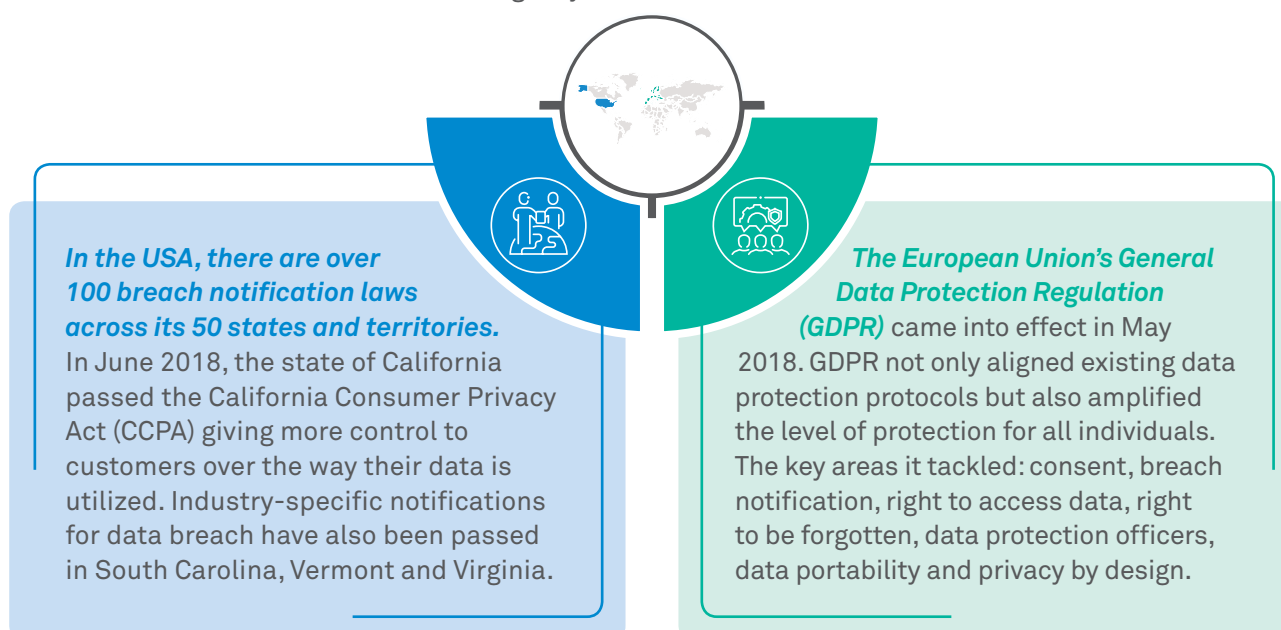 In the USA, there are over
100 breach notification laws
across its 50 states and territories.
In June 2018, the state of California
passed the California Consumer Privacy
Act (CCPA) giving more control to
customers over the way their data is
utilized. Industry-specific notifications
for data breach have also been passed
in South Carolina, Vermont and Virginia.
The European Union’s General
Data Protection Regulation
(GDPR) came into effect in May
2018. GDPR not only aligned existing data
protection protocols but also amplified
the level of protection for all individuals.
The key areas it tackled: consent, breach
notification, right to access data, right
to be forgotten, data protection officers,
data portability and privacy by design.